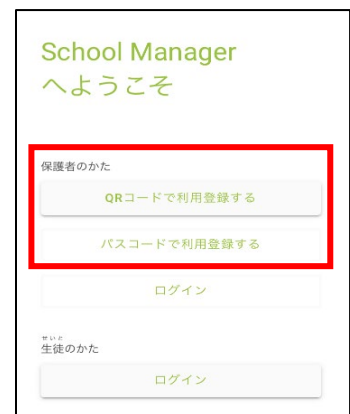 School Manager
へようこそ
保護者のかた
QRコードで利用登録する
パスコードで利用登録する
ログイン
せいと
生徒のかた
ログイン